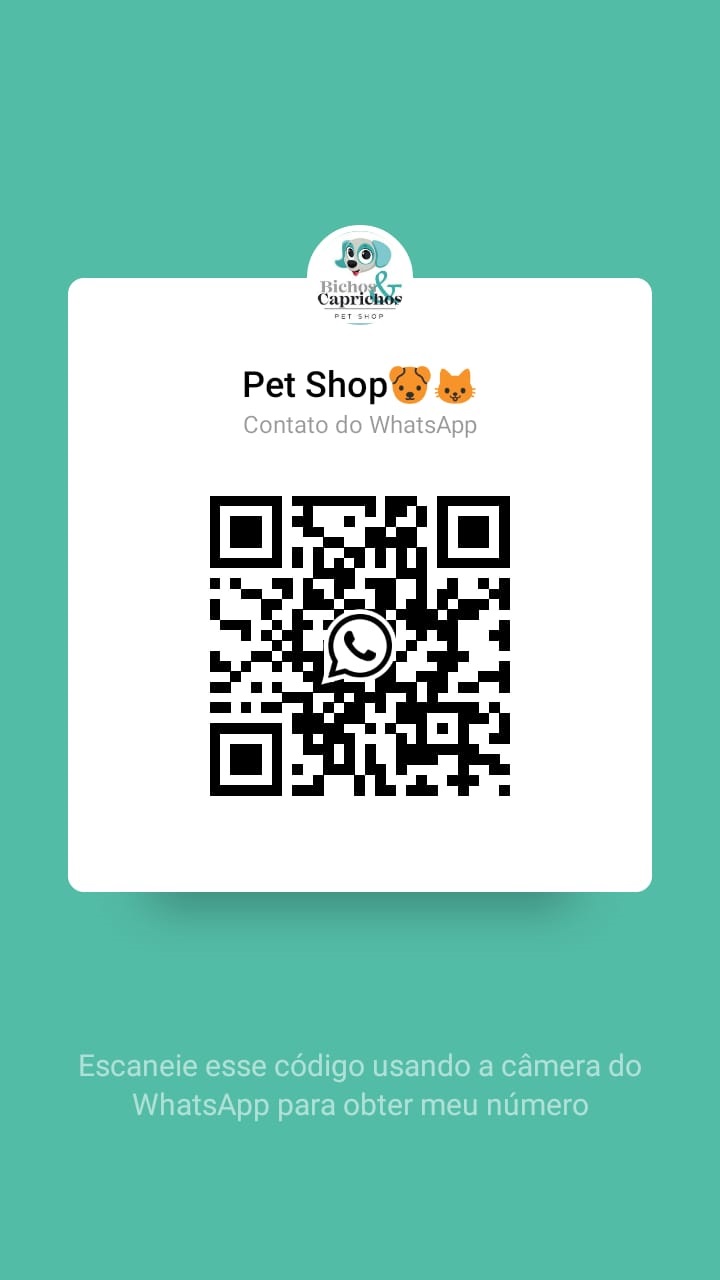 Bichos &
Caprichos
PET SHOP
Pet Shop🐶🐱
Contato do WhatsApp
Escaneie esse código usando a câmera do
WhatsApp para obter meu número